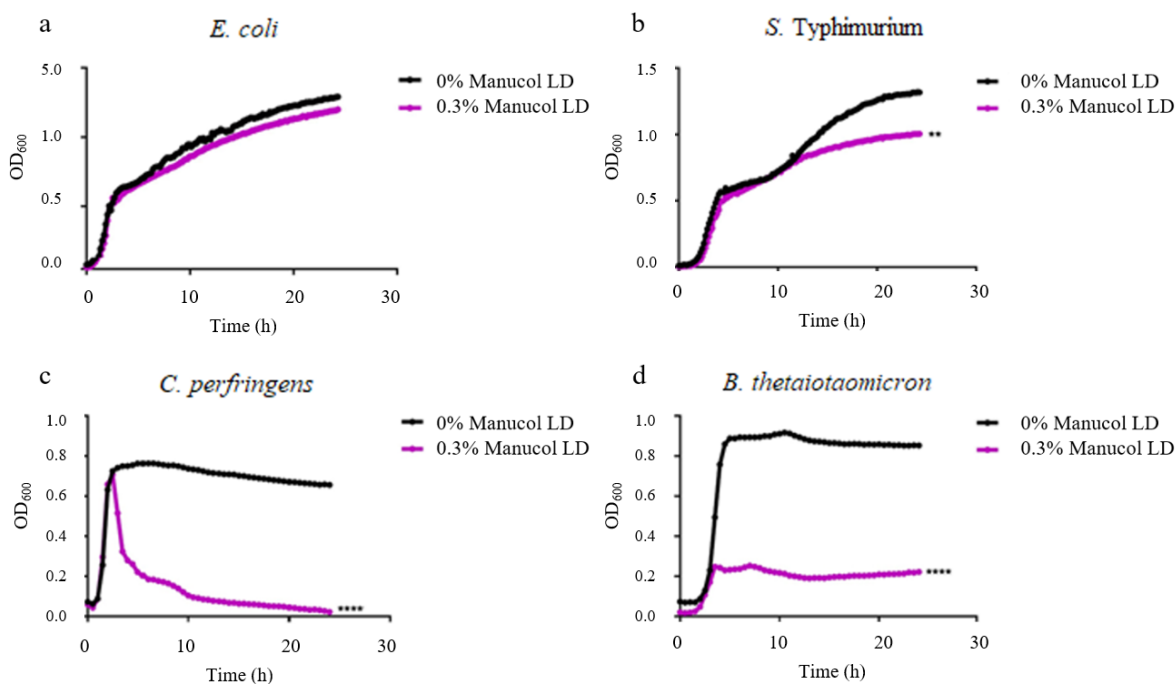 a
E. coli
5.0
1.0
0.5
0.0
OD600
0
10
20
30
Time (h)
0% Manucol LD
0.3% Manucol LD
b
S. Typhimurium
1.5
1.0
0.5
0.0
OD600
0
10
20
30
Time (h)
0% Manucol LD
0.3% Manucol LD
**
c
C. perfringens
1.0
0.8
0.6
0.4
0.2
0.0
OD600
0
10
20
30
Time (h)
0% Manucol LD
0.3% Manucol LD
****
d
B. thetaiotaomicron
1.0
0.8
0.6
0.4
0.2
0.0
OD600
0
10
20
30
Time (h)
0% Manucol LD
0.3% Manucol LD
****